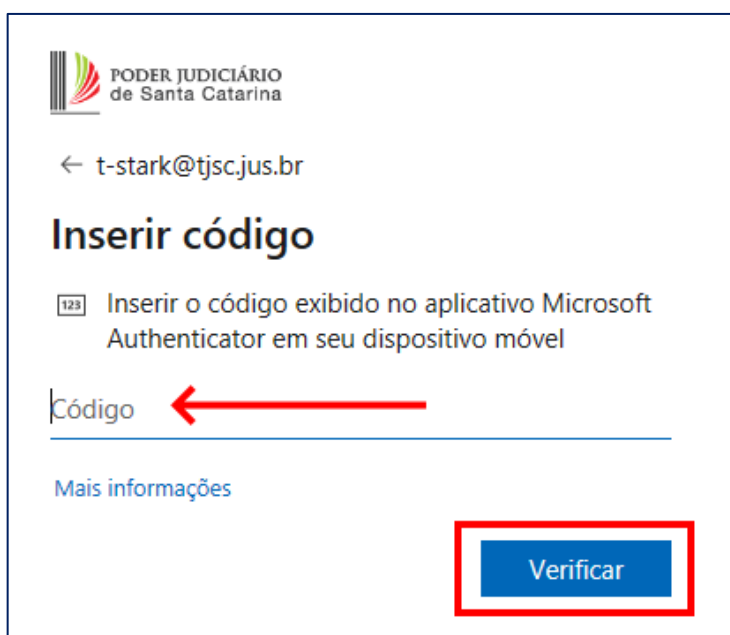 PODER JUDICIÁRIO
de Santa Catarina
← t-stark@tjsc.jus.br
Inserir código
123 Inserir o código exibido no aplicativo Microsoft
Authenticator em seu dispositivo móvel
Código
Mais informações
Verificar